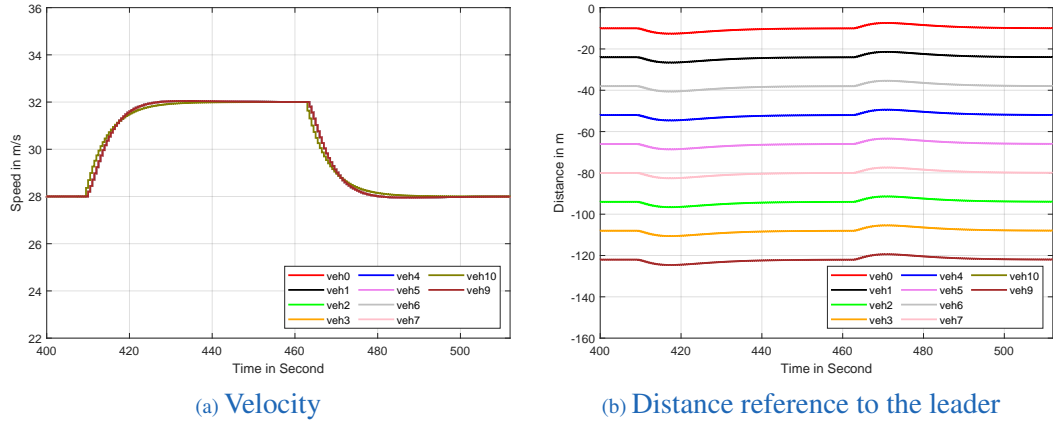 36
34
32
30
28
26
24
22
Speed in m/s
400
420
440
460
480
500
Time in Second
veh0
veh1
veh2
veh3
veh4
veh5
veh6
veh7
veh10
veh9
(a) Velocity
0
-20
-40
-60
-80
-100
-120
-140
-160
Distance in m
400
420
440
460
480
500
Time in Second
veh0
veh1
veh2
veh3
veh4
veh5
veh6
veh7
veh10
veh9
(b) Distance reference to the leader